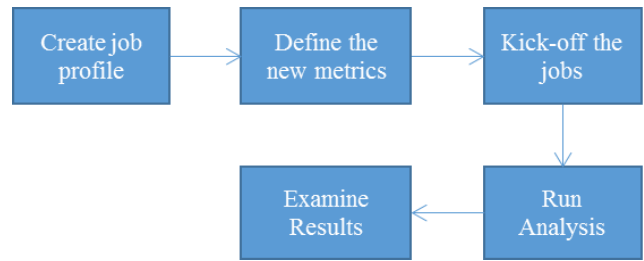 Create job
profile
Define the
new metrics
Kick-off the
jobs
Run
Analysis
Examine
Results